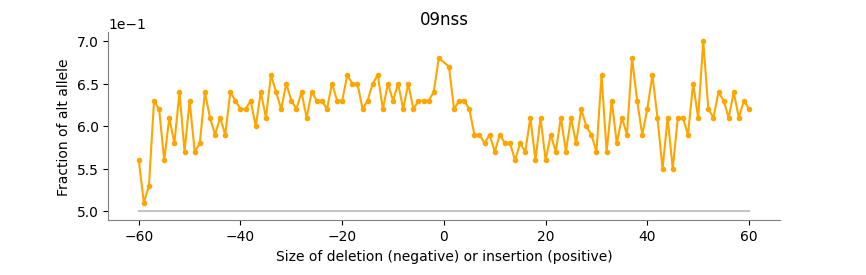 09nss
1e−1
7.0
6.5
6.0
5.5
5.0
Fraction of alt allele
−60 −40 −20 0 20 40 60
Size of deletion (negative) or insertion (positive)